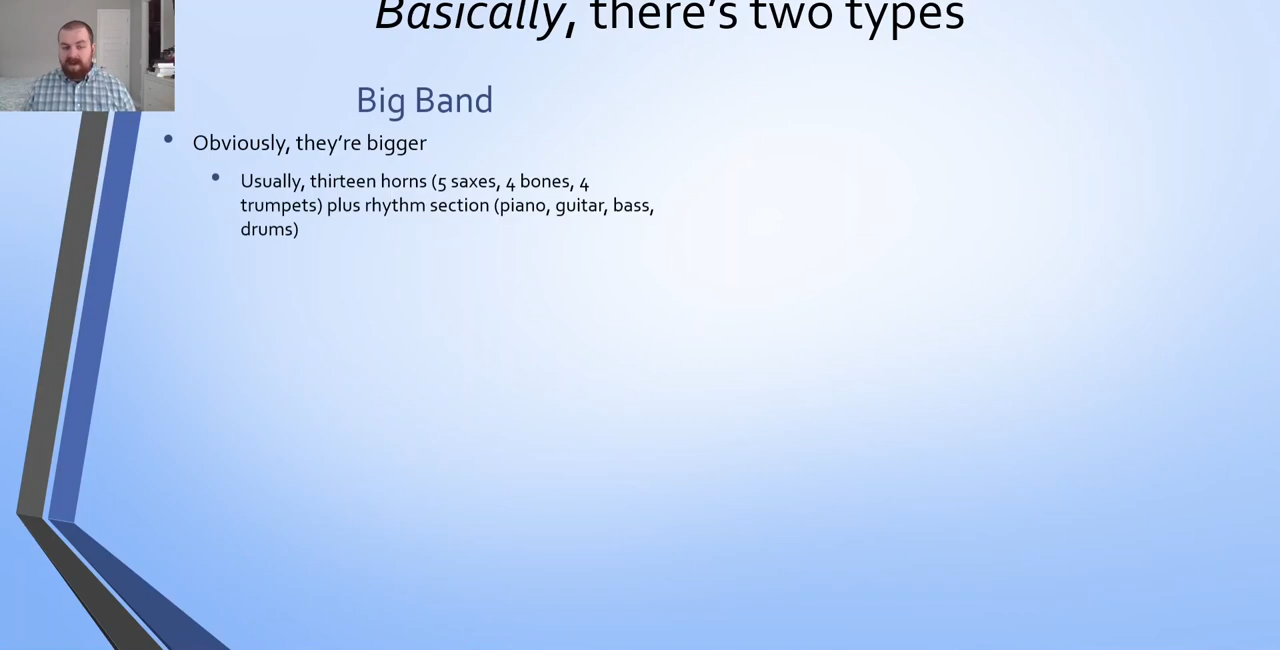 Basically, there's two types
Big Band
• Obviously, they're bigger
• Usually, thirteen horns (5 saxes, 4 bones, 4
trumpets) plus rhythm section (piano, guitar, bass,
drums)